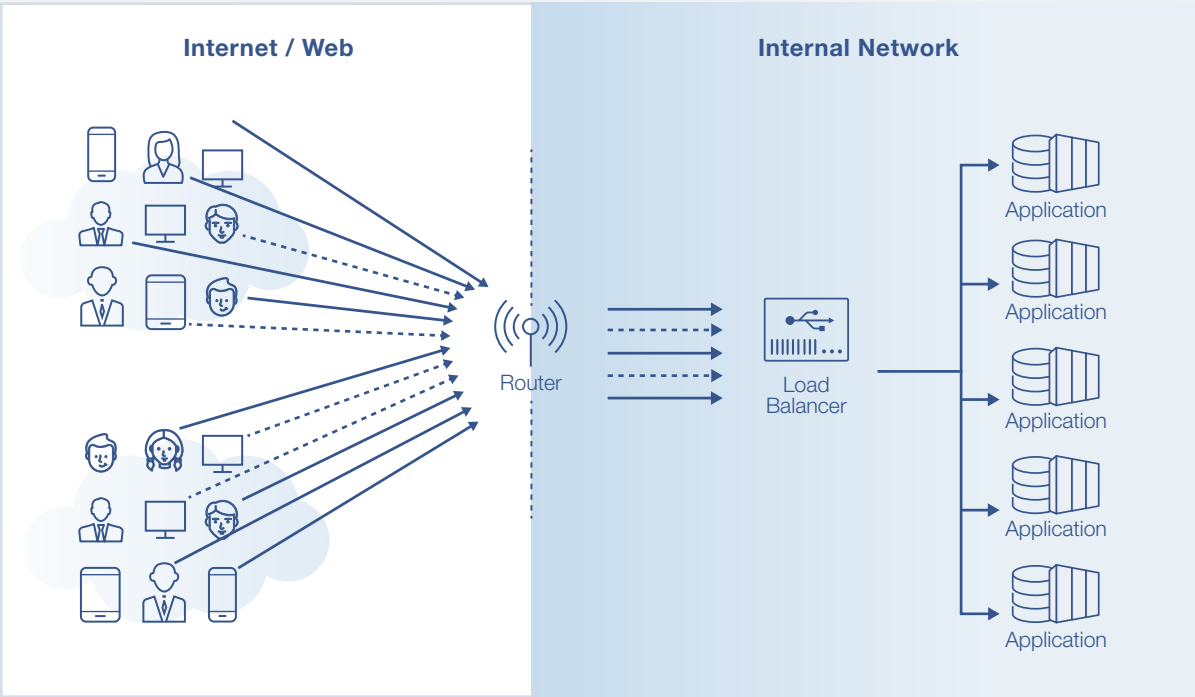 Internet / Web
Internal Network
Router
Load
Balancer
Application
Application
Application
Application
Application